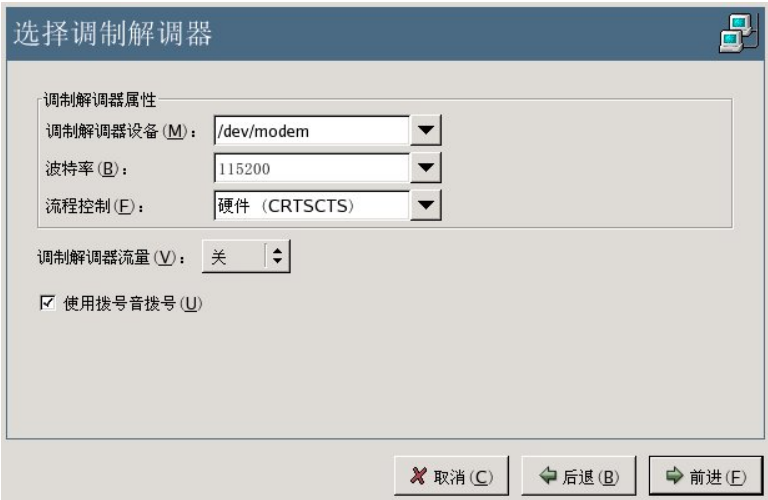 选择调制解调器
调制解调器属性
调制解调器设备(M)： /dev/modem
波特率(B)： 115200
流程控制(F)： 硬件 (CRTSCTS)
调制解调器流量(V)： 关
使用拨号音拨号(U)
取消(C) 后退(B) 前进(F)